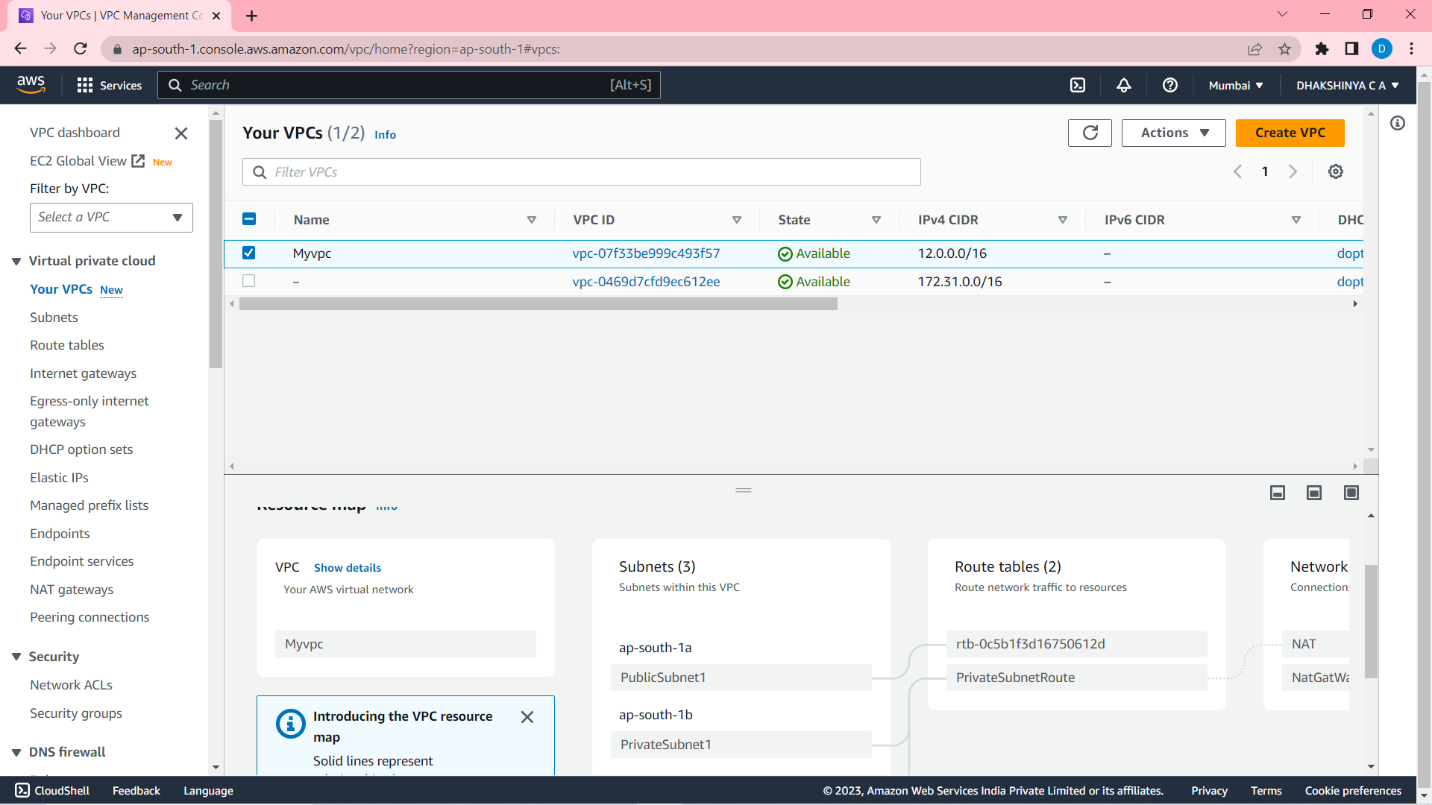 Your VPCs | VPC Management Co
ap-south-1.console.aws.amazon.com/vpc/home?region=ap-south-1#vpcs:
D
aws
Services
Search
[Alt+S]
Mumbai
DHAKSHINYA C A
VPC dashboard
EC2 Global View New
Filter by VPC:
Select a VPC
Virtual private cloud
Your VPCs New
Subnets
Route tables
Internet gateways
Egress-only internet
gateways
DHCP option sets
Elastic IPs
Managed prefix lists
Endpoints
Endpoint services
NAT gateways
Peering connections
Security
Network ACLs
Security groups
DNS firewall
Your VPCs (1/2) Info
Actions
Create VPC
Filter VPCs
1
Name VPC ID State IPv4 CIDR IPv6 CIDR DHC
Myvpc vpc-07f33be999c493f57 Available 12.0.0.0/16 – dopt
– vpc-0469d7cfd9ec612ee Available 172.31.0.0/16 – dopt
Resource map Info
VPC Show details
Your AWS virtual network
Myvpc
Introducing the VPC resource
map
Solid lines represent
Subnets (3)
Subnets within this VPC
ap-south-1a
PublicSubnet1
ap-south-1b
PrivateSubnet1
Route tables (2)
Route network traffic to resources
rtb-0c5b1f3d16750612d
PrivateSubnetRoute
Network
Connection
NAT
NatGatWa
CloudShell Feedback Language
© 2023, Amazon Web Services India Private Limited or its affiliates. Privacy Terms Cookie preferences